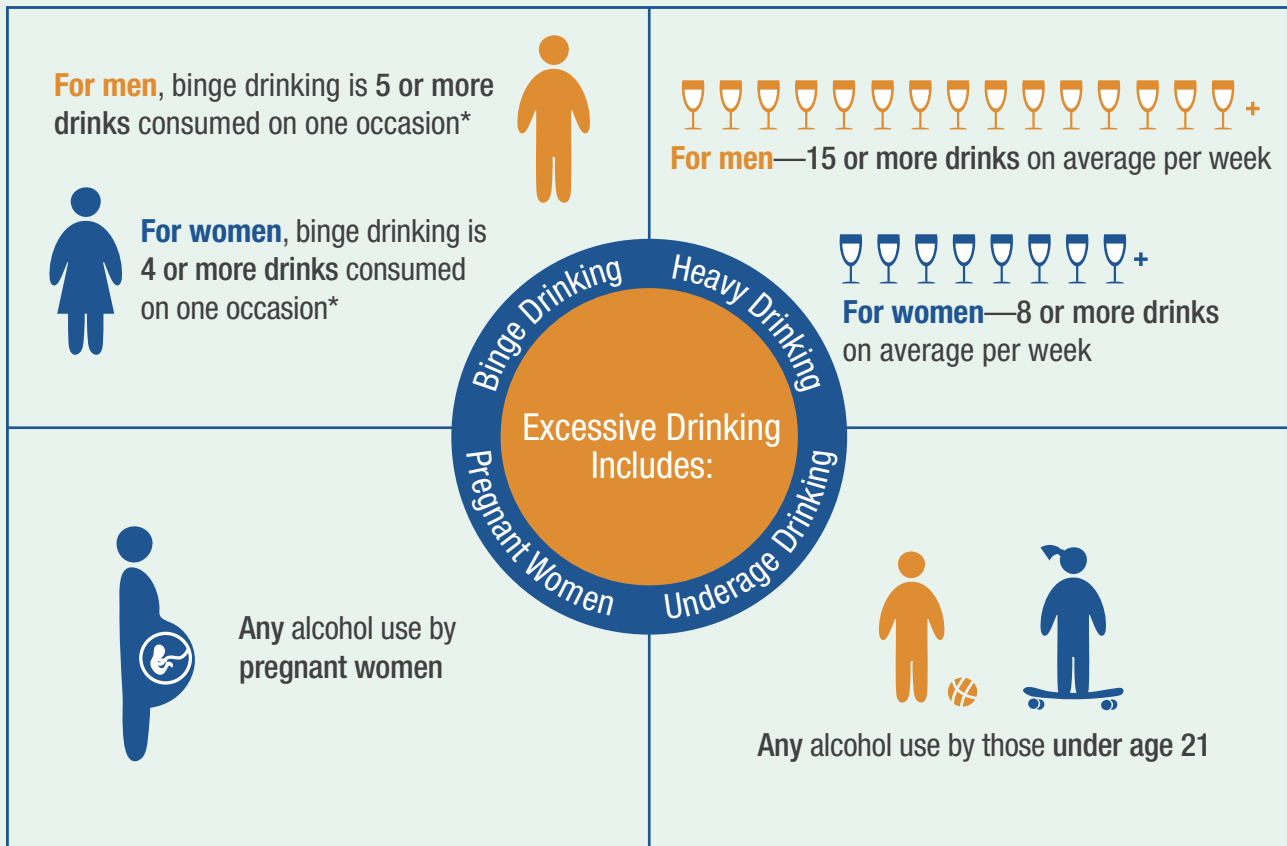 For men, binge drinking is 5 or more
drinks consumed on one occasion*
For women, binge drinking is
4 or more drinks consumed
on one occasion*
+
For men—15 or more drinks on average per week
+
For women—8 or more drinks
on average per week
Binge Drinking
Heavy Drinking
Excessive Drinking
Includes:
Pregnant Women
Underage Drinking
Any alcohol use by
pregnant women
Any alcohol use by those under age 21